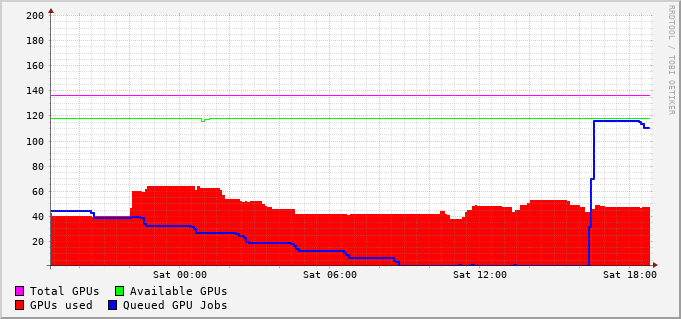 200
180
160
140
120
100
80
60
40
20
Sat 00:00 Sat 06:00 Sat 12:00 Sat 18:00
Total GPUs Available GPUs
GPUs used Queued GPU Jobs
RRDTOOL / TOBI OETIKER